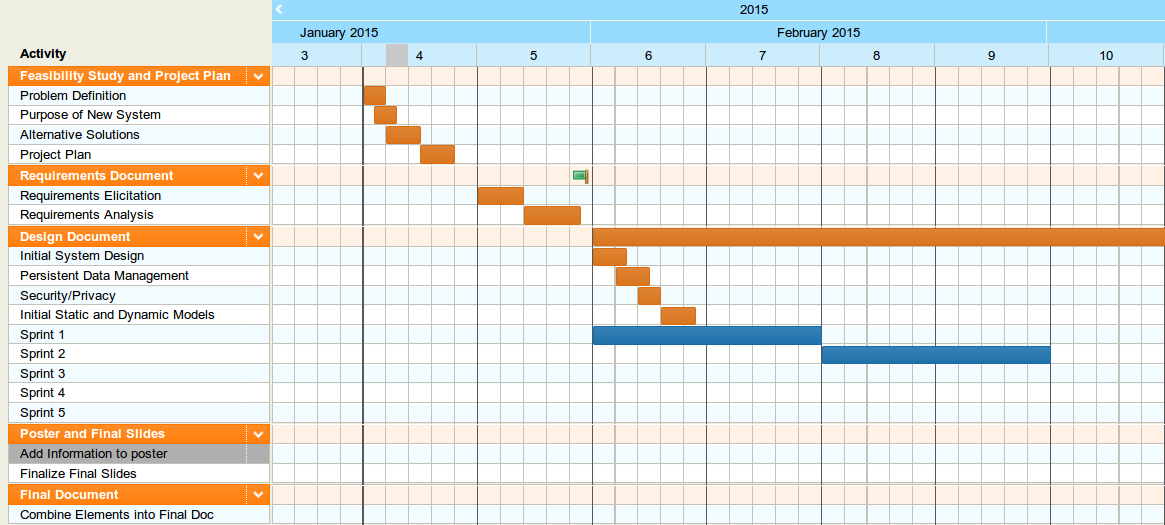 2015
January 2015 February 2015
Activity 3 4 5 6 7 8 9 10
Feasibility Study and Project Plan
Problem Definition
Purpose of New System
Alternative Solutions
Project Plan
Requirements Document
Requirements Elicitation
Requirements Analysis
Design Document
Initial System Design
Persistent Data Management
Security/Privacy
Initial Static and Dynamic Models
Sprint 1
Sprint 2
Sprint 3
Sprint 4
Sprint 5
Poster and Final Slides
Add Information to poster
Finalize Final Slides
Final Document
Combine Elements into Final Doc